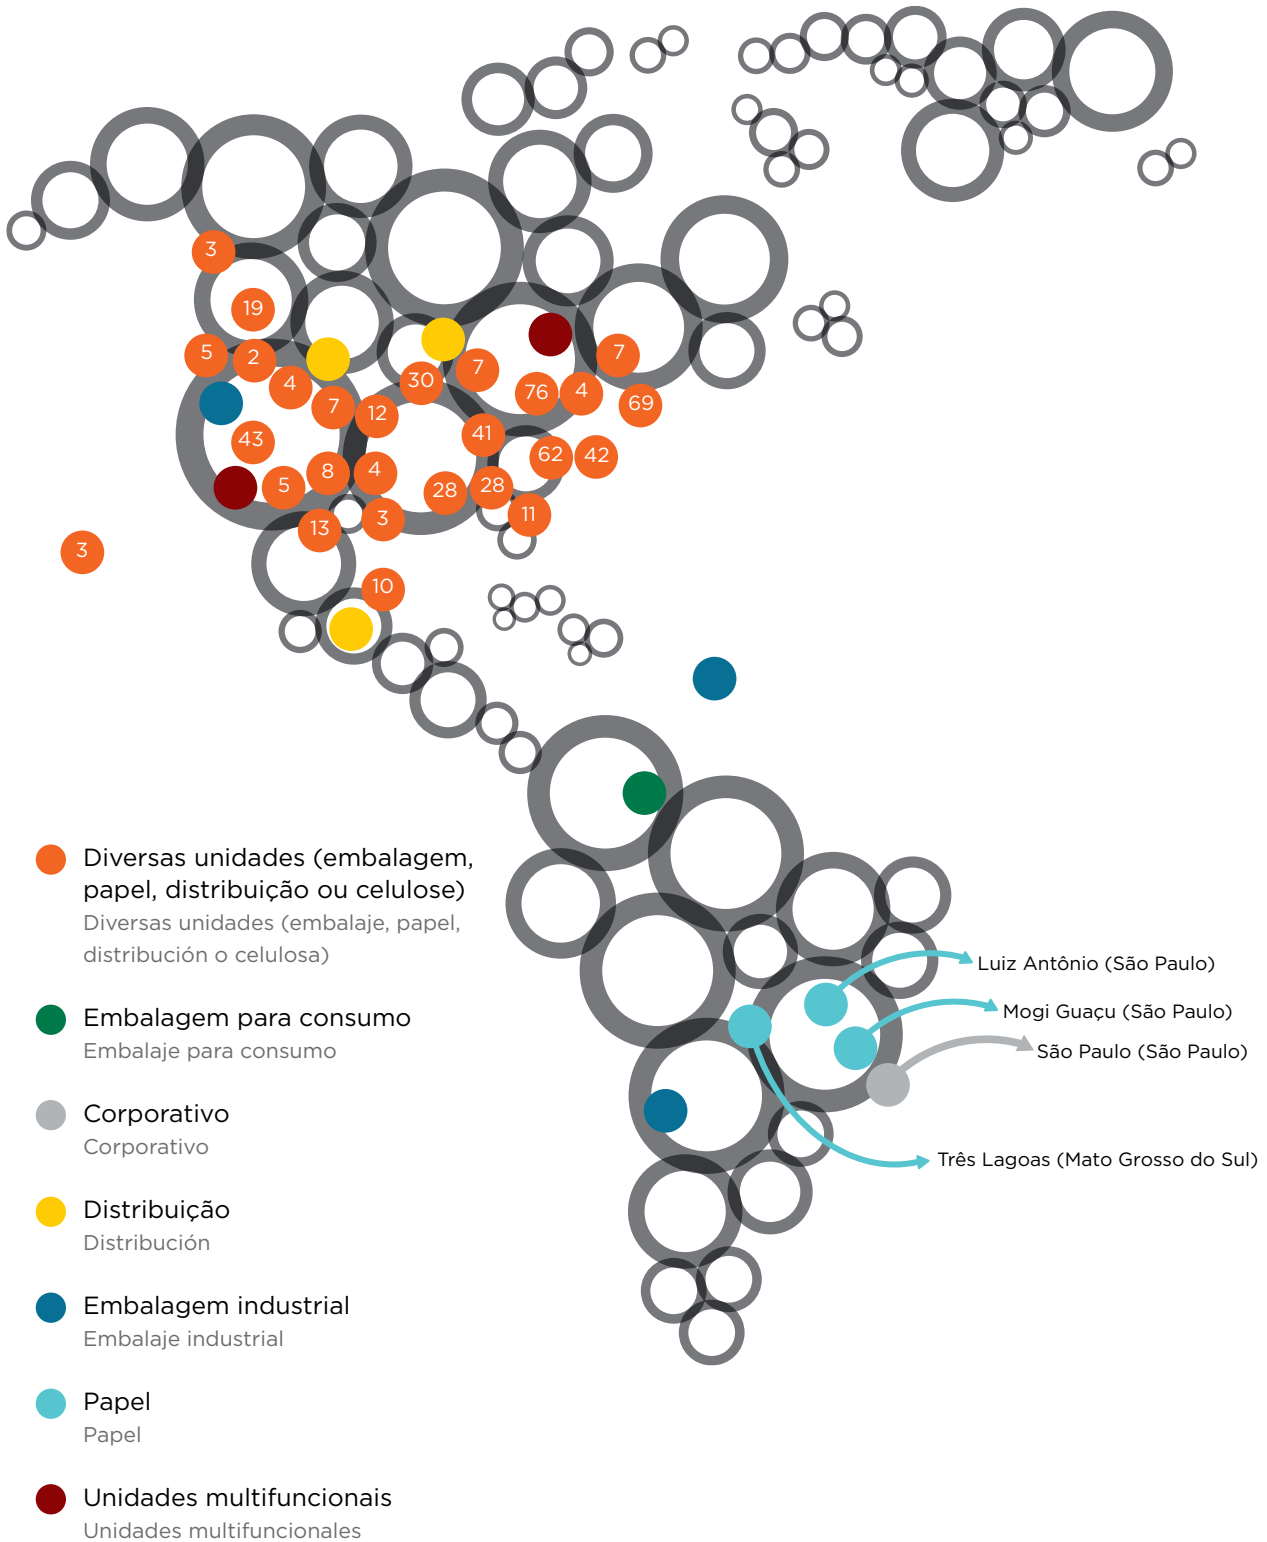 3
19
5
2
4
7
12
30
7
76
4
7
69
43
5
8
4
41
62
42
28
28
11
13
3
3
10
Diversas unidades (embalagem,
papel, distribuição ou celulose)
Diversas unidades (embalaje, papel,
distribución o celulosa)
Embalagem para consumo
Embalaje para consumo
Corporativo
Corporativo
Distribuição
Distribución
Embalagem industrial
Embalaje industrial
Papel
Papel
Unidades multifuncionais
Unidades multifuncionales
Luiz Antônio (São Paulo)
Mogi Guaçu (São Paulo)
São Paulo (São Paulo)
Três Lagoas (Mato Grosso do Sul)